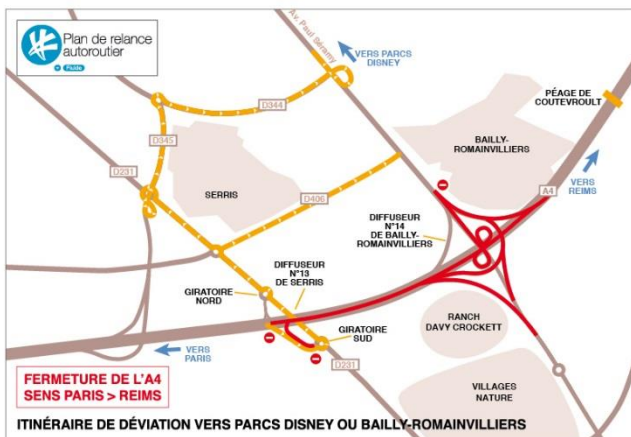 Plan de relance
autoroutier
Fluide
Av. Paul Séramy
VERS PARCS
DISNEY
PÉAGE DE
COUTEVROULT
D344
D345
D231
SERRIS
D406
BAILLY-
ROMAINVILLIERS
A4
VERS
REIMS
DIFFUSEUR
N°14
DE BAILLY-
ROMAINVILLIERS
DIFFUSEUR
N°13
DE SERRIS
GIRATOIRE
NORD
GIRATOIRE
SUD
RANCH
DAVY CROCKETT
VERS
PARIS
D231
VILLAGES
NATURE
FERMETURE DE L'A4
SENS PARIS > REIMS
ITINÉRAIRE DE DÉVIATION VERS PARCS DISNEY OU BAILLY-ROMAINVILLIERS